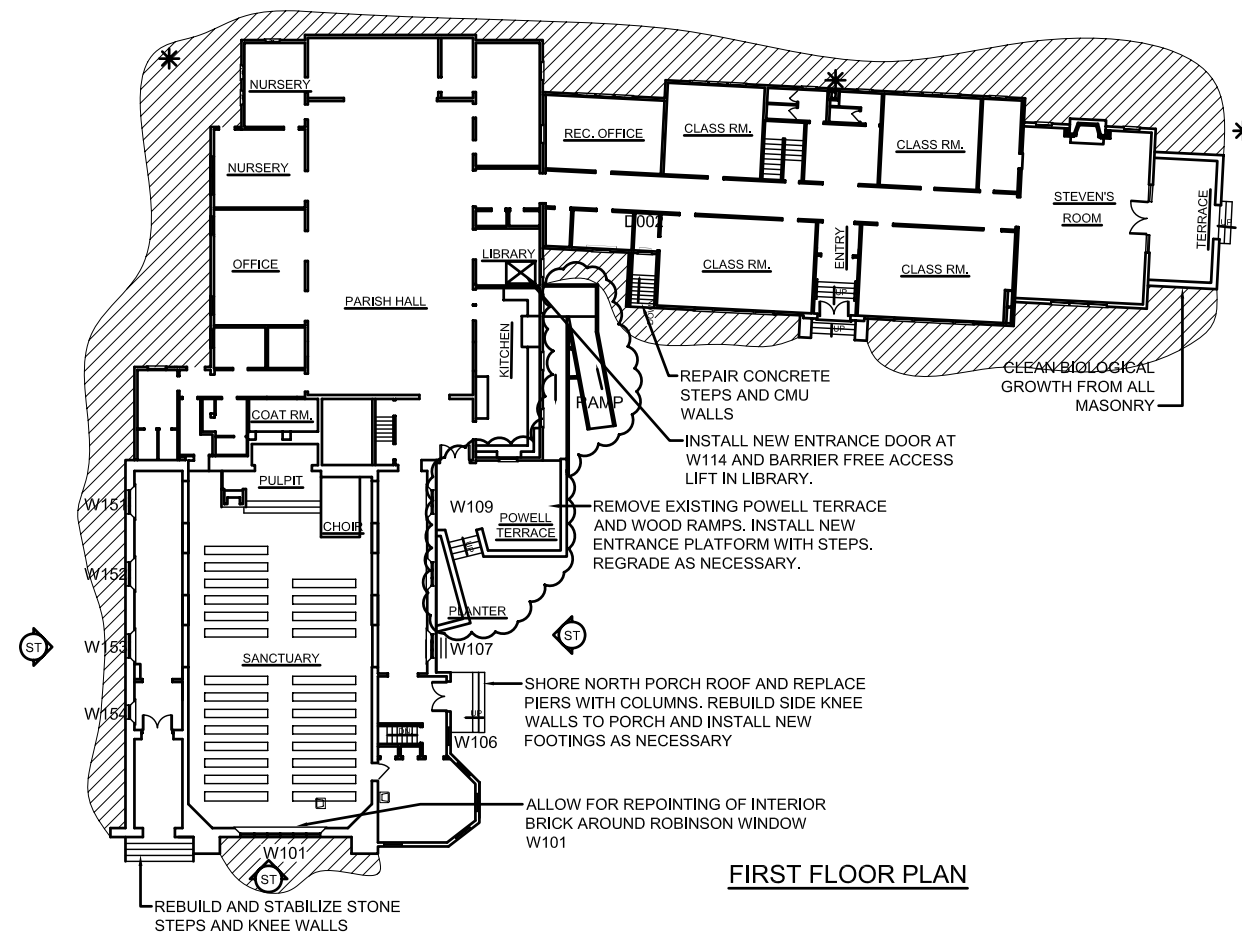 NURSERY
NURSERY
OFFICE
PARISH HALL
LIBRARY
KITCHEN
COAT RM.
REC. OFFICE
CLASS RM.
CLASS RM.
STEVEN'S
ROOM
TERRACE
UP
D002
CLASS RM.
ENTRY
CLASS RM.
UP
UP
RAMP
REPAIR CONCRETE
STEPS AND CMU
WALLS
CLEAN BIOLOGICAL
GROWTH FROM ALL
MASONRY
INSTALL NEW ENTRANCE DOOR AT
W114 AND BARRIER FREE ACCESS
LIFT IN LIBRARY.
PULPIT
CHOIR
W109
POWELL
TERRACE
UP
REMOVE EXISTING POWELL TERRACE
AND WOOD RAMPS. INSTALL NEW
ENTRANCE PLATFORM WITH STEPS.
REGRADE AS NECESSARY.
W151
W152
W153
W154
PLANTER
W107
ST
ST
SANCTUARY
SHORE NORTH PORCH ROOF AND REPLACE
PIERS WITH COLUMNS. REBUILD SIDE KNEE
WALLS TO PORCH AND INSTALL NEW
FOOTINGS AS NECESSARY
UP
DN
W106
ALLOW FOR REPOINTING OF INTERIOR
BRICK AROUND ROBINSON WINDOW
W101
W101
ST
FIRST FLOOR PLAN
REBUILD AND STABILIZE STONE
STEPS AND KNEE WALLS